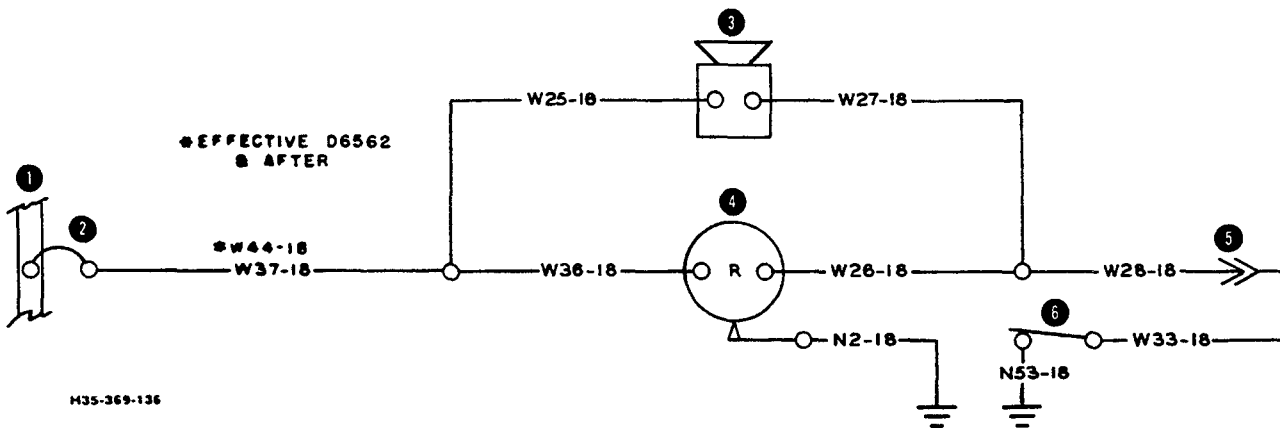 3
W25-18
W27-18
*EFFECTIVE D6562
& AFTER
1
2
4
5
*W44-18
W37-18
W36-18
R
W26-18
W28-18
6
N2-18
W33-18
N53-18
H35-369-136